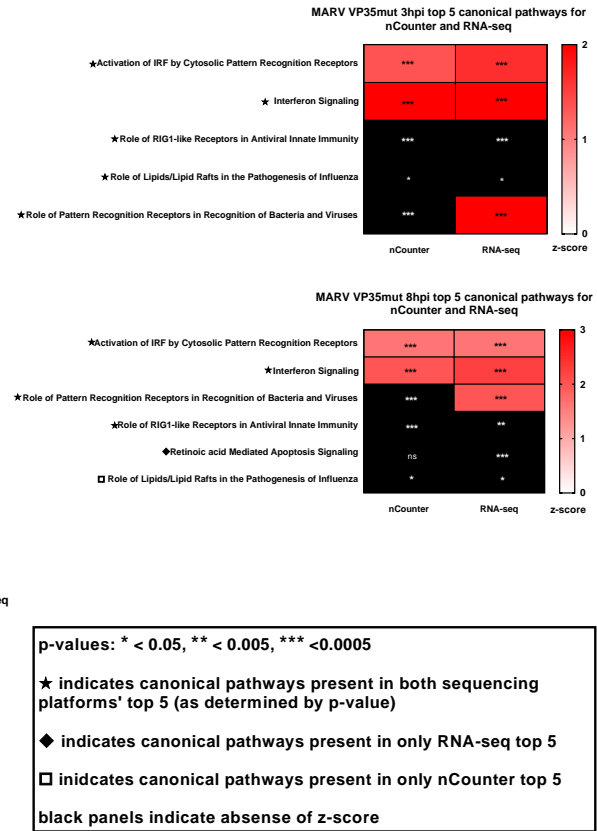 MARV VP35mut 3hpi top 5 canonical pathways for
nCounter and RNA-seq
★Activation of IRF by Cytosolic Pattern Recognition Receptors
*** ***
★ Interferon Signaling
*** ***
★Role of RIG1-like Receptors in Antiviral Innate Immunity
*** ***
★Role of Lipids/Lipid Rafts in the Pathogenesis of Influenza
* *
★Role of Pattern Recognition Receptors in Recognition of Bacteria and Viruses
*** ***
nCounter RNA-seq
2
1
0
z-score
MARV VP35mut 8hpi top 5 canonical pathways for
nCounter and RNA-seq
★Activation of IRF by Cytosolic Pattern Recognition Receptors
*** ***
★Interferon Signaling
*** ***
★Role of Pattern Recognition Receptors in Recognition of Bacteria and Viruses
*** ***
★Role of RIG1-like Receptors in Antiviral Innate Immunity
*** **
◆Retinoic acid Mediated Apoptosis Signaling
ns ***
□ Role of Lipids/Lipid Rafts in the Pathogenesis of Influenza
* *
nCounter RNA-seq
3
2
1
0
z-score
eq
p-values: * < 0.05, ** < 0.005, *** <0.0005
★ indicates canonical pathways present in both sequencing
platforms' top 5 (as determined by p-value)
◆ indicates canonical pathways present in only RNA-seq top 5
□ inidcates canonical pathways present in only nCounter top 5
black panels indicate absense of z-score